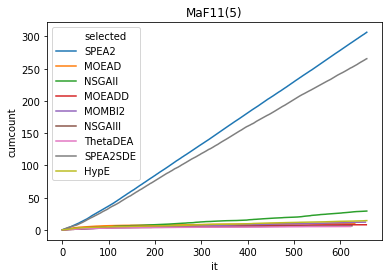 MaF11(5)
selected
SPEA2
MOEAD
NSGAII
MOEADD
MOMBI2
NSGAIII
ThetaDEA
SPEA2SDE
HypE
cumcount
300
250
200
150
100
50
0
0 100 200 300 400 500 600
it